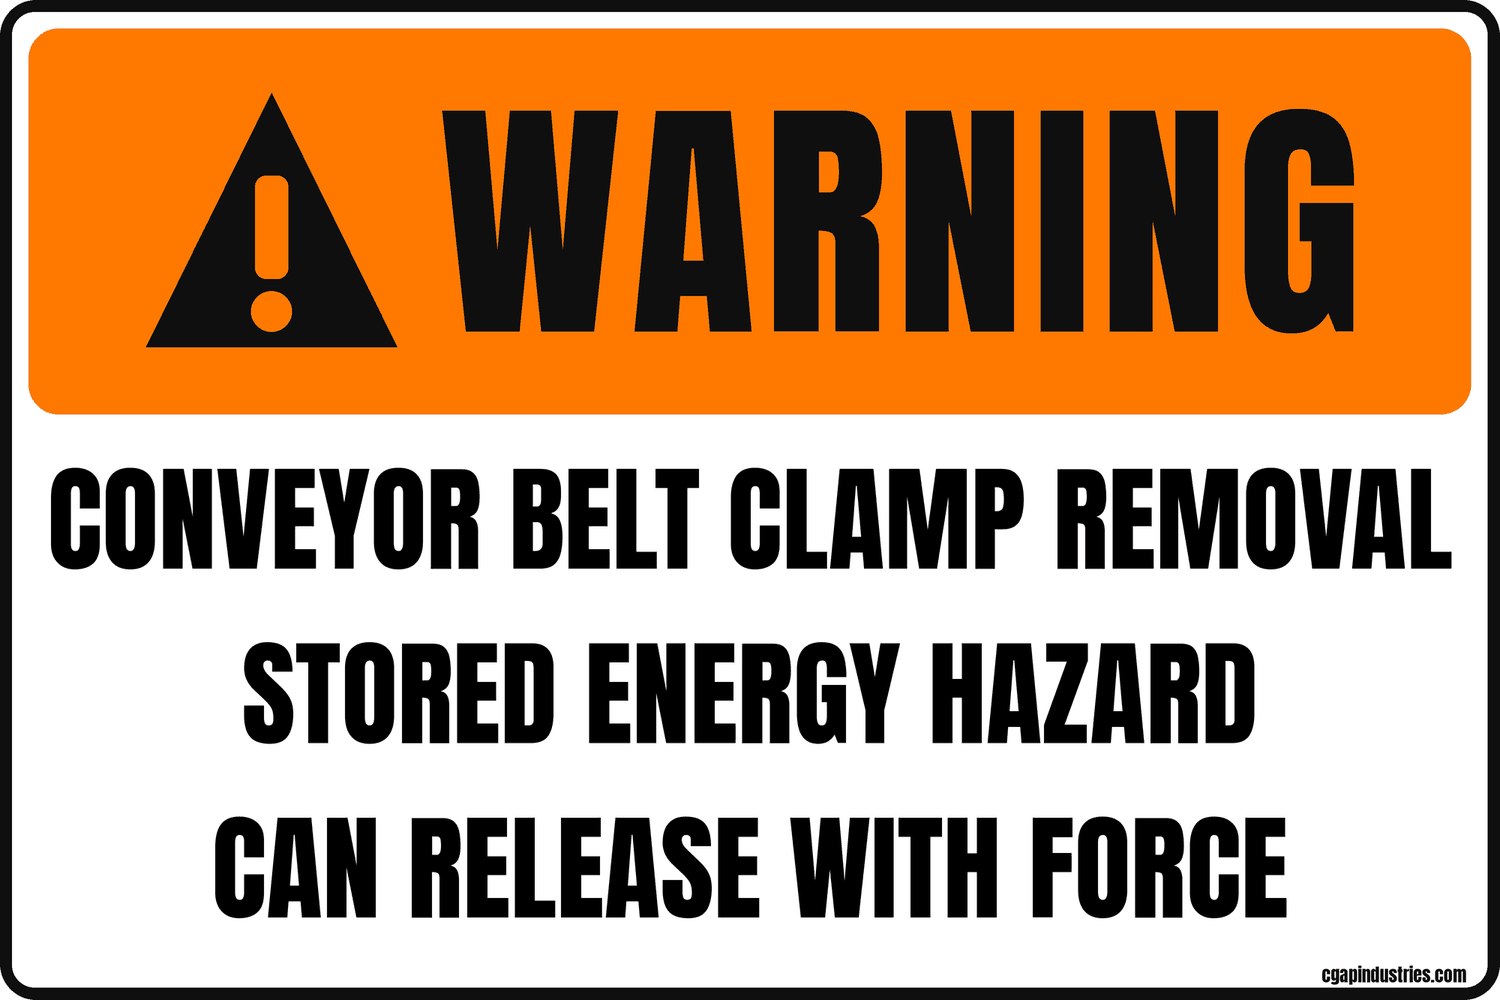 WARNING
CONVEYOR BELT CLAMP REMOVAL
STORED ENERGY HAZARD
CAN RELEASE WITH FORCE
cgapindustries.com